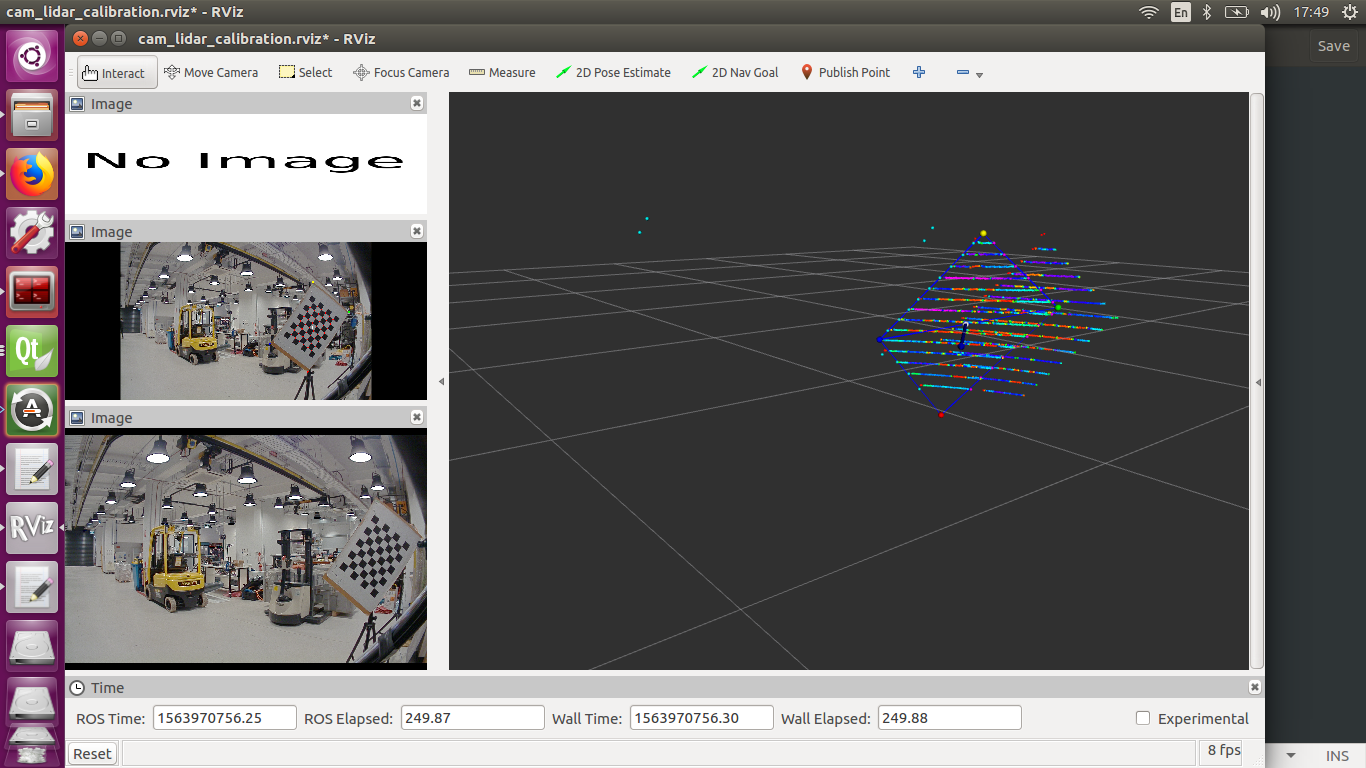 cam_lidar_calibration.rviz* - RViz
En
17:49
cam_lidar_calibration.rviz* - RViz
Save
Interact
Move Camera
Select
Focus Camera
Measure
2D Pose Estimate
2D Nav Goal
Publish Point
Image
No Image
Image
Image
Qt
A
RViz
Time
ROS Time: 1563970756.25 ROS Elapsed: 249.87 Wall Time: 1563970756.30 Wall Elapsed: 249.88 Experimental
Reset
8 fps
INS